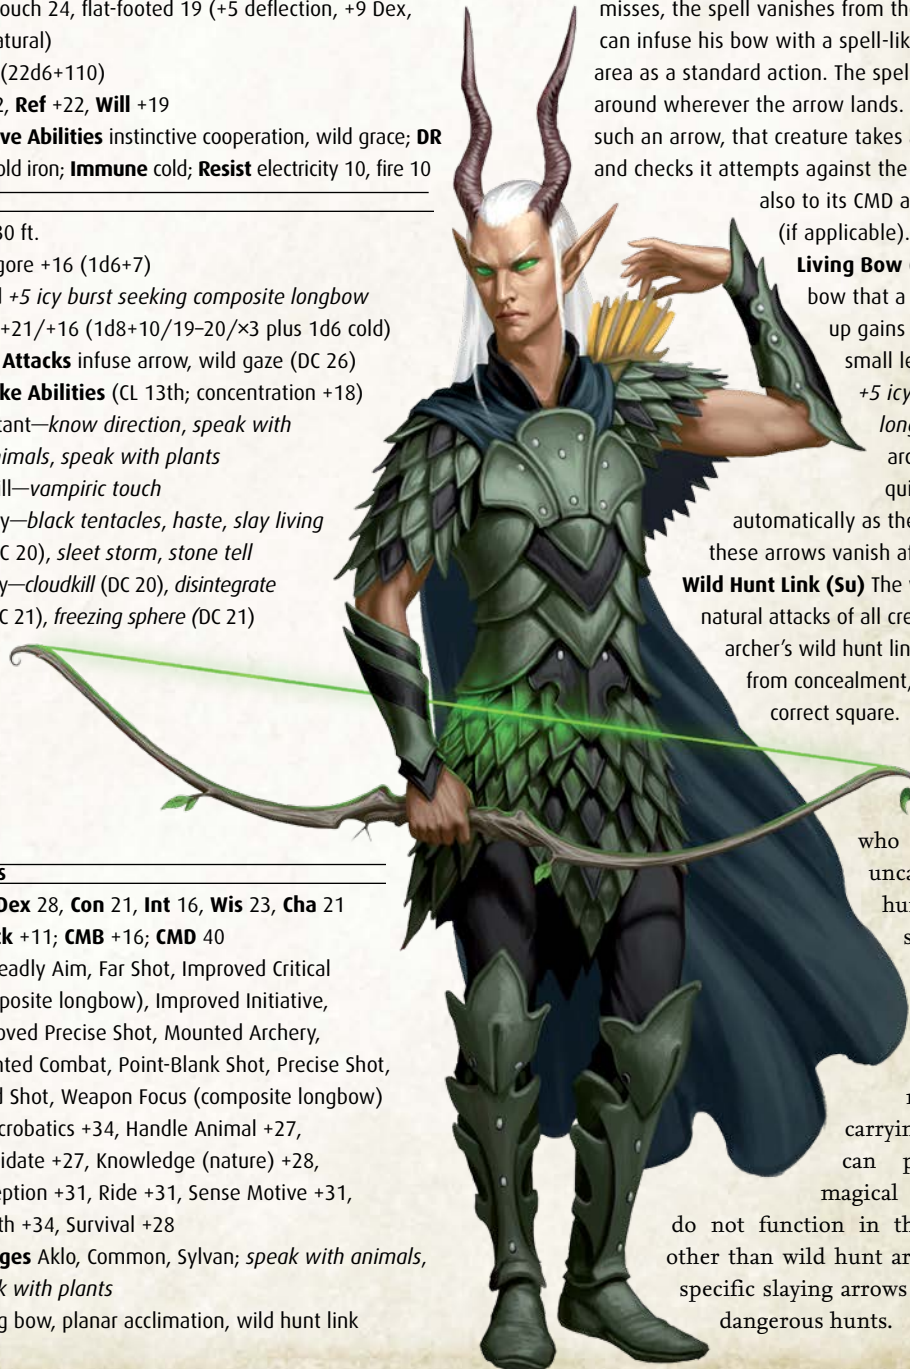 ouch 24, flat-footed 19 (+5 deflection, +9 Dex,
atural)
(22d6+110)
2, Ref +22, Will +19
ve Abilities instinctive cooperation, wild grace; DR
old iron; Immune cold; Resist electricity 10, fire 10
30 ft.
gore +16 (1d6+7)
d +5 icy burst seeking composite longbow
+21/+16 (1d8+10/19–20/×3 plus 1d6 cold)
Attacks infuse arrow, wild gaze (DC 26)
ke Abilities (CL 13th; concentration +18)
tant—know direction, speak with
nimals, speak with plants
ill—vampiric touch
y—black tentacles, haste, slay living
C 20), sleet storm, stone tell
y—cloudkill (DC 20), disintegrate
C 21), freezing sphere (DC 21)
s
Dex 28, Con 21, Int 16, Wis 23, Cha 21
ck +11; CMB +16; CMD 40
eadly Aim, Far Shot, Improved Critical
posite longbow), Improved Initiative,
oved Precise Shot, Mounted Archery,
nted Combat, Point-Blank Shot, Precise Shot,
d Shot, Weapon Focus (composite longbow)
crobatics +34, Handle Animal +27,
idate +27, Knowledge (nature) +28,
eption +31, Ride +31, Sense Motive +31,
th +34, Survival +28
ges Aklo, Common, Sylvan; speak with animals,
k with plants
g bow, planar acclimation, wild hunt link
misses, the spell vanishes from th
can infuse his bow with a spell-lik
area as a standard action. The spel
around wherever the arrow lands.
such an arrow, that creature takes
and checks it attempts against the
also to its CMD a
(if applicable).
Living Bow
bow that a
up gains
small le
+5 icy
long
arc
qui
automatically as the
these arrows vanish af
Wild Hunt Link (Su) The
natural attacks of all cre
archer's wild hunt lin
from concealment,
correct square.
who
unca
hu
s
r
carryin
can p
magical
do not function in th
other than wild hunt ar
specific slaying arrows
dangerous hunts.